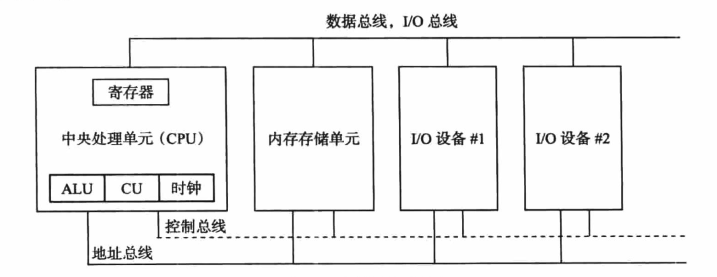 数据总线，I/O 总线
寄存器
中央处理单元（CPU）
内存存储单元
I/O 设备 #1
I/O 设备 #2
ALU
CU
时钟
控制总线
地址总线